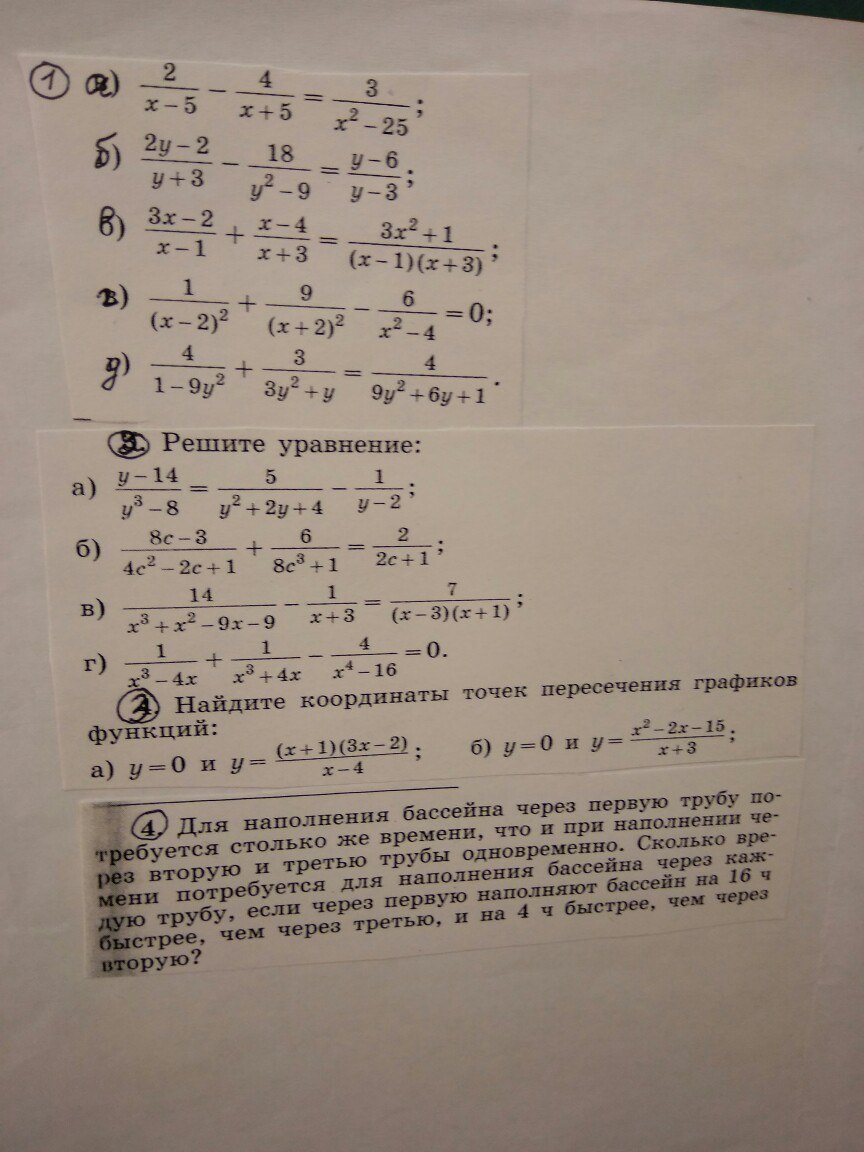 1 а) 2/(x − 5) − 4/(x + 5) = 3/(x² − 25);
б) (2y − 2)/(y + 3) − 18/(y² − 9) = (y − 6)/(y − 3);
в) (3x − 2)/(x − 1) + (x − 4)/(x + 3) = (3x² + 1)/((x − 1)(x + 3));
г) 1/(x − 2)² + 9/(x + 2)² − 6/(x² − 4) = 0;
д) 4/(1 − 9y²) + 3/(3y² + y) = 4/(9y² + 6y + 1).
2. Решите уравнение:
а) (y − 14)/(y³ − 8) = 5/(y² + 2y + 4) − 1/(y − 2);
б) (8c − 3)/(4c² − 2c + 1) + 6/(8c³ + 1) = 2/(2c + 1);
в) 14/(x³ + x² − 9x − 9) − 1/(x + 3) = 7/((x − 3)(x + 1));
г) 1/(x³ − 4x) + 1/(x³ + 4x) − 4/(x⁴ − 16) = 0.
3 Найдите координаты точек пересечения графиков
функций:
а) y = 0 и y = (x + 1)(3x − 2)/(x − 4); б) y = 0 и y = (x² − 2x − 15)/(x + 3);
4. Для наполнения бассейна через первую трубу по-
требуется столько же времени, что и при наполнении че-
рез вторую и третью трубы одновременно. Сколько вре-
мени потребуется для наполнения бассейна через каж-
дую трубу, если через первую наполняют бассейн на 16 ч
быстрее, чем через третью, и на 4 ч быстрее, чем через
вторую?